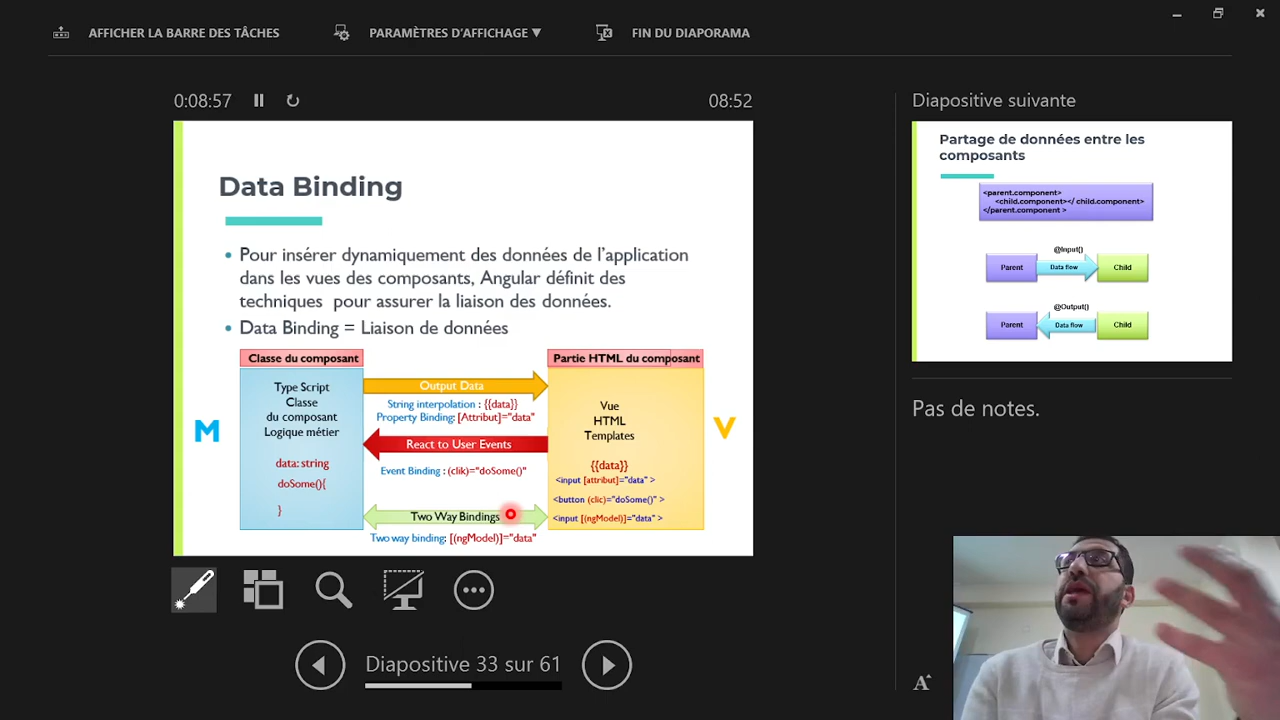 AFFICHER LA BARRE DES TÂCHES
PARAMÈTRES D'AFFICHAGE ▼
FIN DU DIAPORAMA
0:08:57
08:52
Data Binding
• Pour insérer dynamiquement des données de l'application
dans les vues des composants, Angular définit des
techniques pour assurer la liaison des données.
• Data Binding = Liaison de données
Classe du composant
Type Script
Classe
du composant
Logique métier
data: string
doSome(){
}
M
Output Data
String interpolation : {{data}}
Property Binding: [Attribut]="data"
React to User Events
Event Binding : (clik)="doSome()"
Two Way Bindings
Two way binding: [(ngModel)]="data"
Partie HTML du composant
Vue
HTML
Templates
{{data}}
<input [attribut]="data" >
<button (clic)="doSome()" >
<input [(ngModel)]="data" >
V
Diapositive 33 sur 61
Diapositive suivante
Partage de données entre les
composants
<parent.component>
<child.component></ child.component>
</parent.component >
@Input()
Parent
Data flow
Child
@Output()
Parent
Data flow
Child
Pas de notes.
A